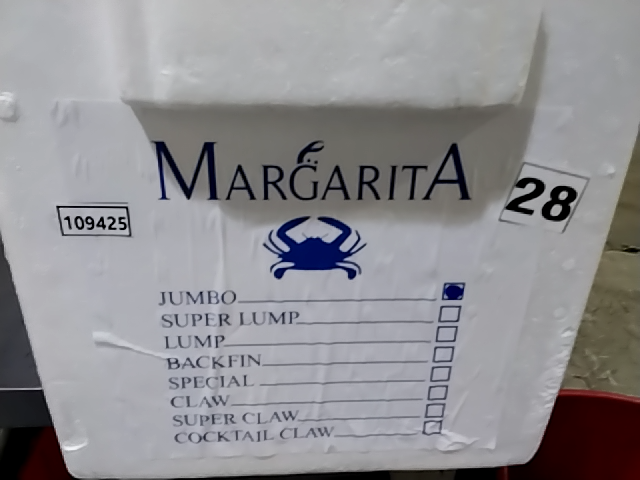 MARGARITA
28
109425
JUMBO
SUPER LUMP
LUMP
BACKFIN
SPECIAL
CLAW
SUPER CLAW
COCKTAIL CLAW